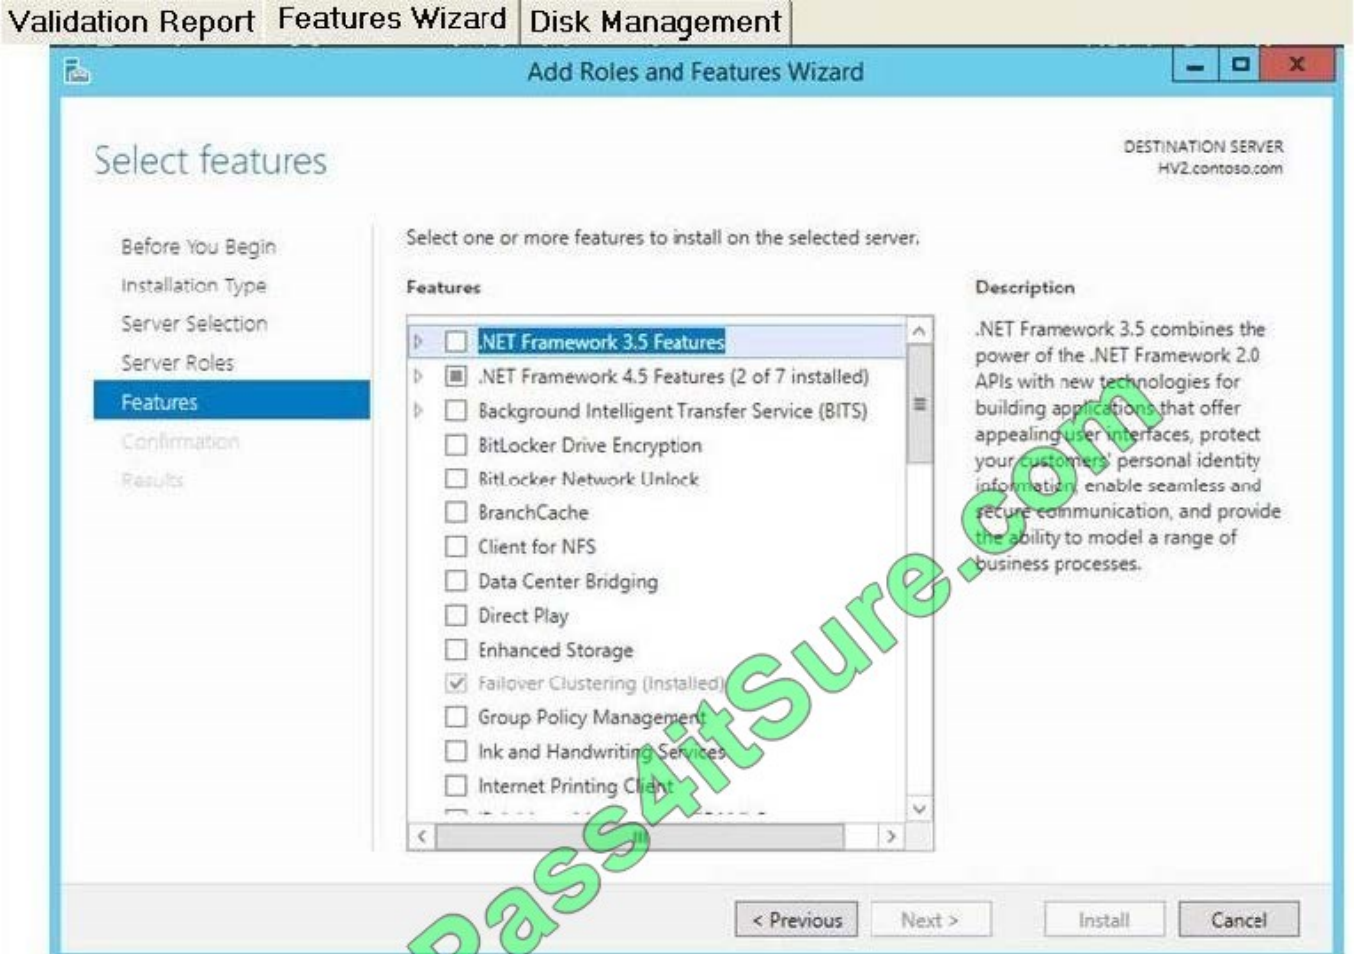 Validation Report Features Wizard Disk Management
Add Roles and Features Wizard
Select features
DESTINATION SERVER
HV2.contoso.com
Before You Begin
Installation Type
Server Selection
Server Roles
Features
Confirmation
Results
Select one or more features to install on the selected server.
Features
.NET Framework 3.5 Features
.NET Framework 4.5 Features (2 of 7 installed)
Background Intelligent Transfer Service (BITS)
BitLocker Drive Encryption
BitLocker Network Unlock
BranchCache
Client for NFS
Data Center Bridging
Direct Play
Enhanced Storage
Failover Clustering (Installed)
Group Policy Management
Ink and Handwriting Services
Internet Printing Client
Description
.NET Framework 3.5 combines the
power of the .NET Framework 2.0
APIs with new technologies for
building applications that offer
appealing user interfaces, protect
your customers' personal identity
information, enable seamless and
secure communication, and provide
the ability to model a range of
business processes.
< Previous
Next >
Install
Cancel
Pass4itSure.com